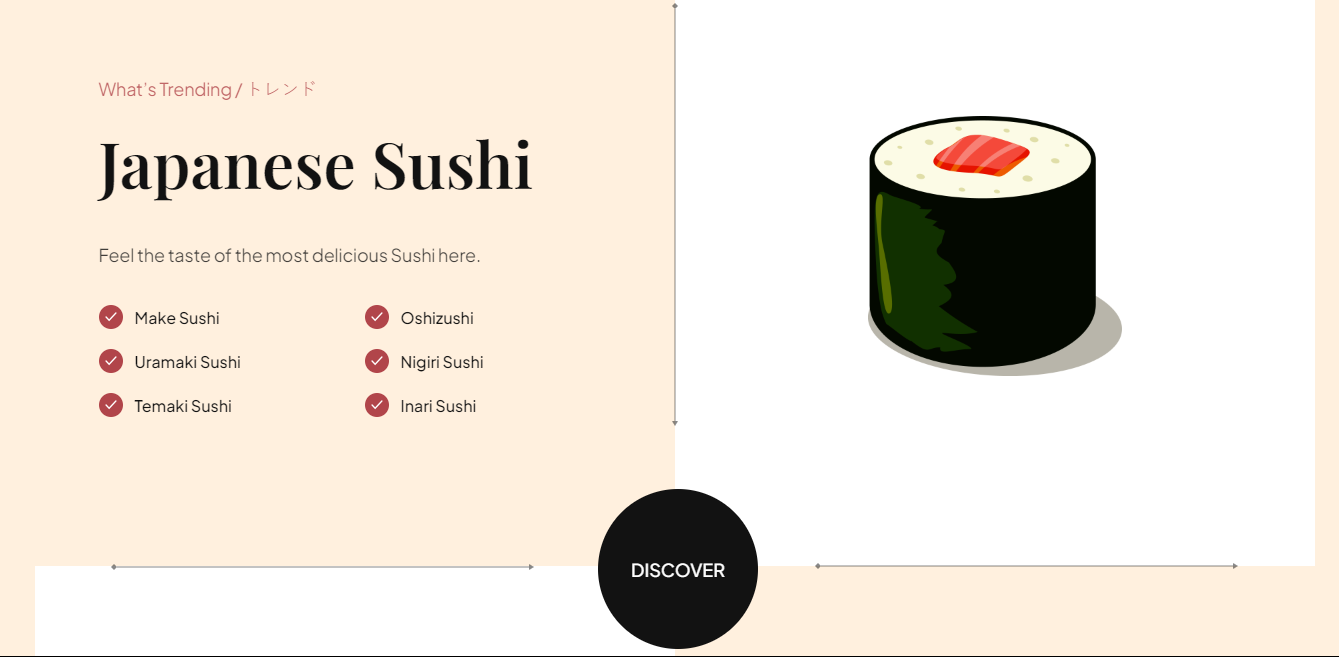 What's Trending / トレンド
Japanese Sushi
Feel the taste of the most delicious Sushi here.
Make Sushi
Oshizushi
Uramaki Sushi
Nigiri Sushi
Temaki Sushi
Inari Sushi
DISCOVER